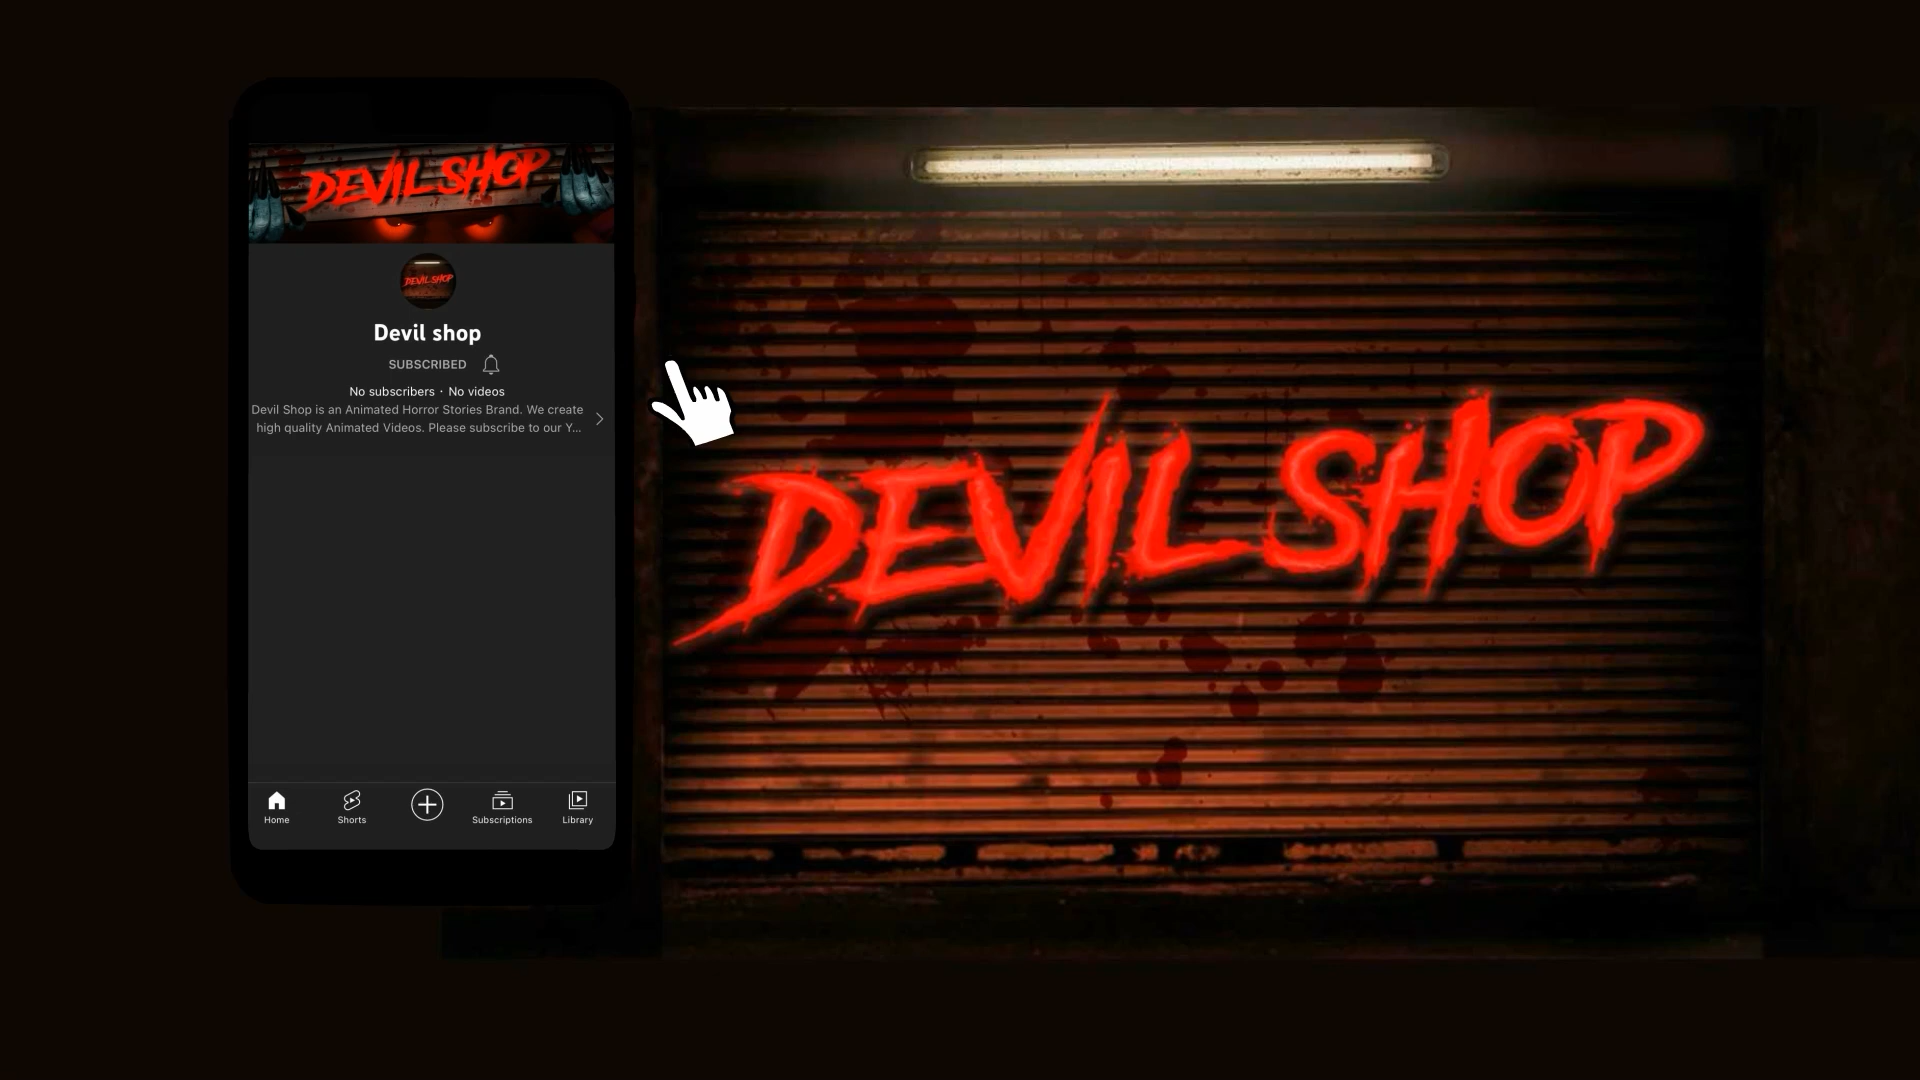 DEVIL SHOP
DEVIL SHOP
Devil shop
SUBSCRIBED
No subscribers · No videos
Devil Shop is an Animated Horror Stories Brand. We create
high quality Animated Videos. Please subscribe to our Y...
Home Shorts Subscriptions Library
DEVIL SHOP